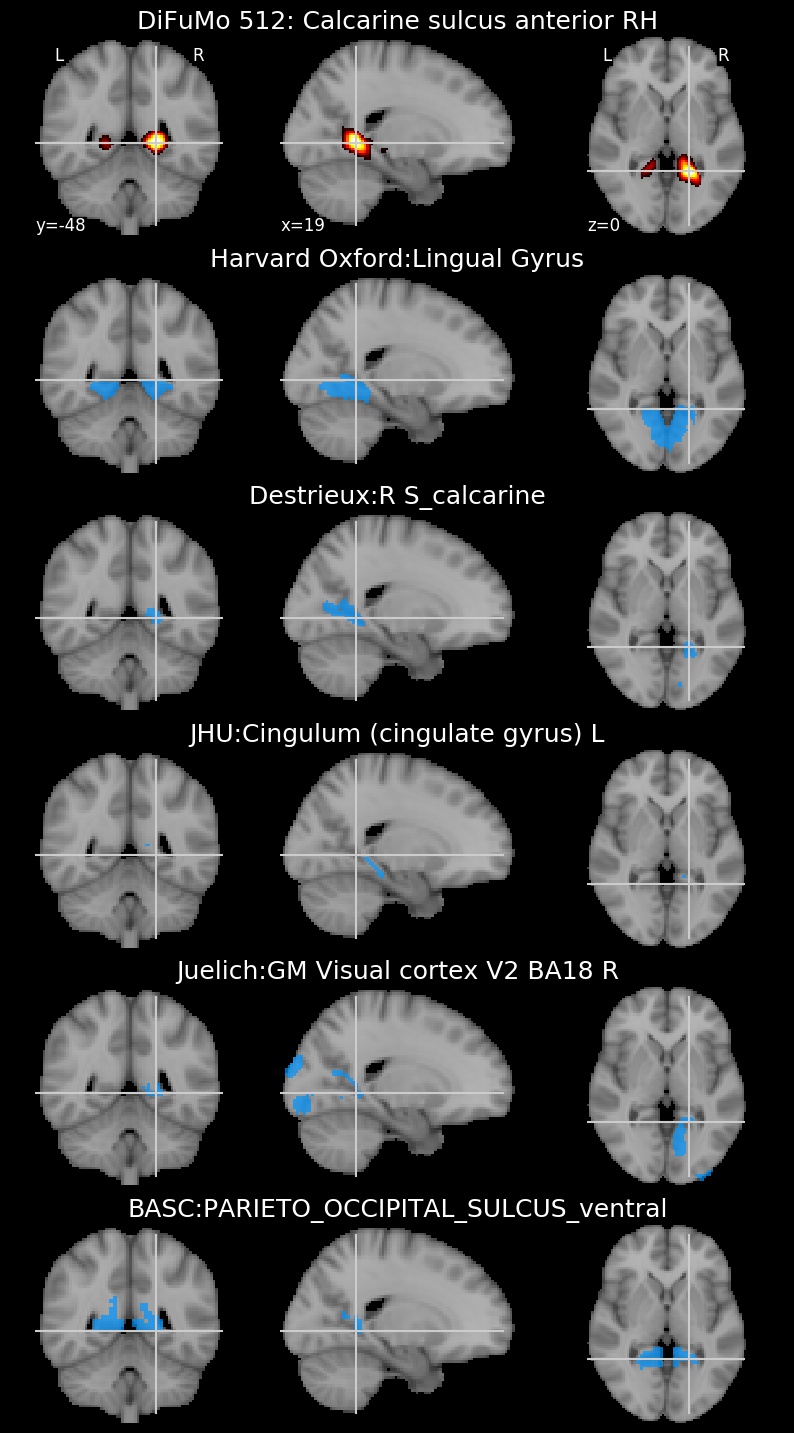 DiFuMo 512: Calcarine sulcus anterior RH
L R L R
y=-48 x=19 z=0
Harvard Oxford:Lingual Gyrus
Destrieux:R S_calcarine
JHU:Cingulum (cingulate gyrus) L
Juelich:GM Visual cortex V2 BA18 R
BASC:PARIETO_OCCIPITAL_SULCUS_ventral